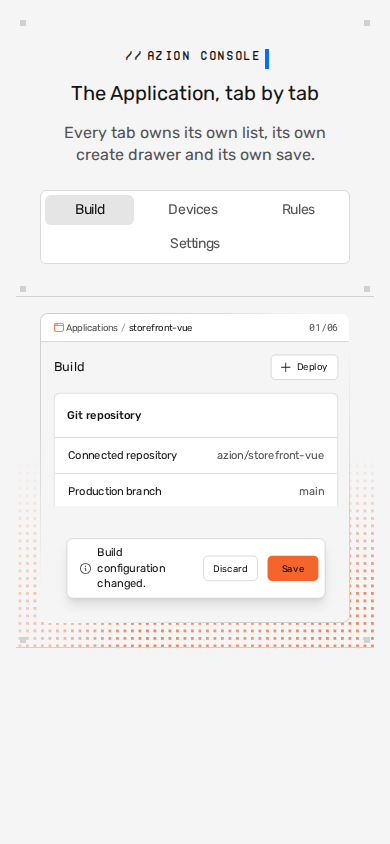 // AZION CONSOLE
The Application, tab by tab
Every tab owns its own list, its own
create drawer and its own save.
Build Devices Rules
Settings
Applications / storefront-vue 01/06
Build + Deploy
Git repository
Connected repository azion/storefront-vue
Production branch main
Build
configuration
changed.
Discard Save